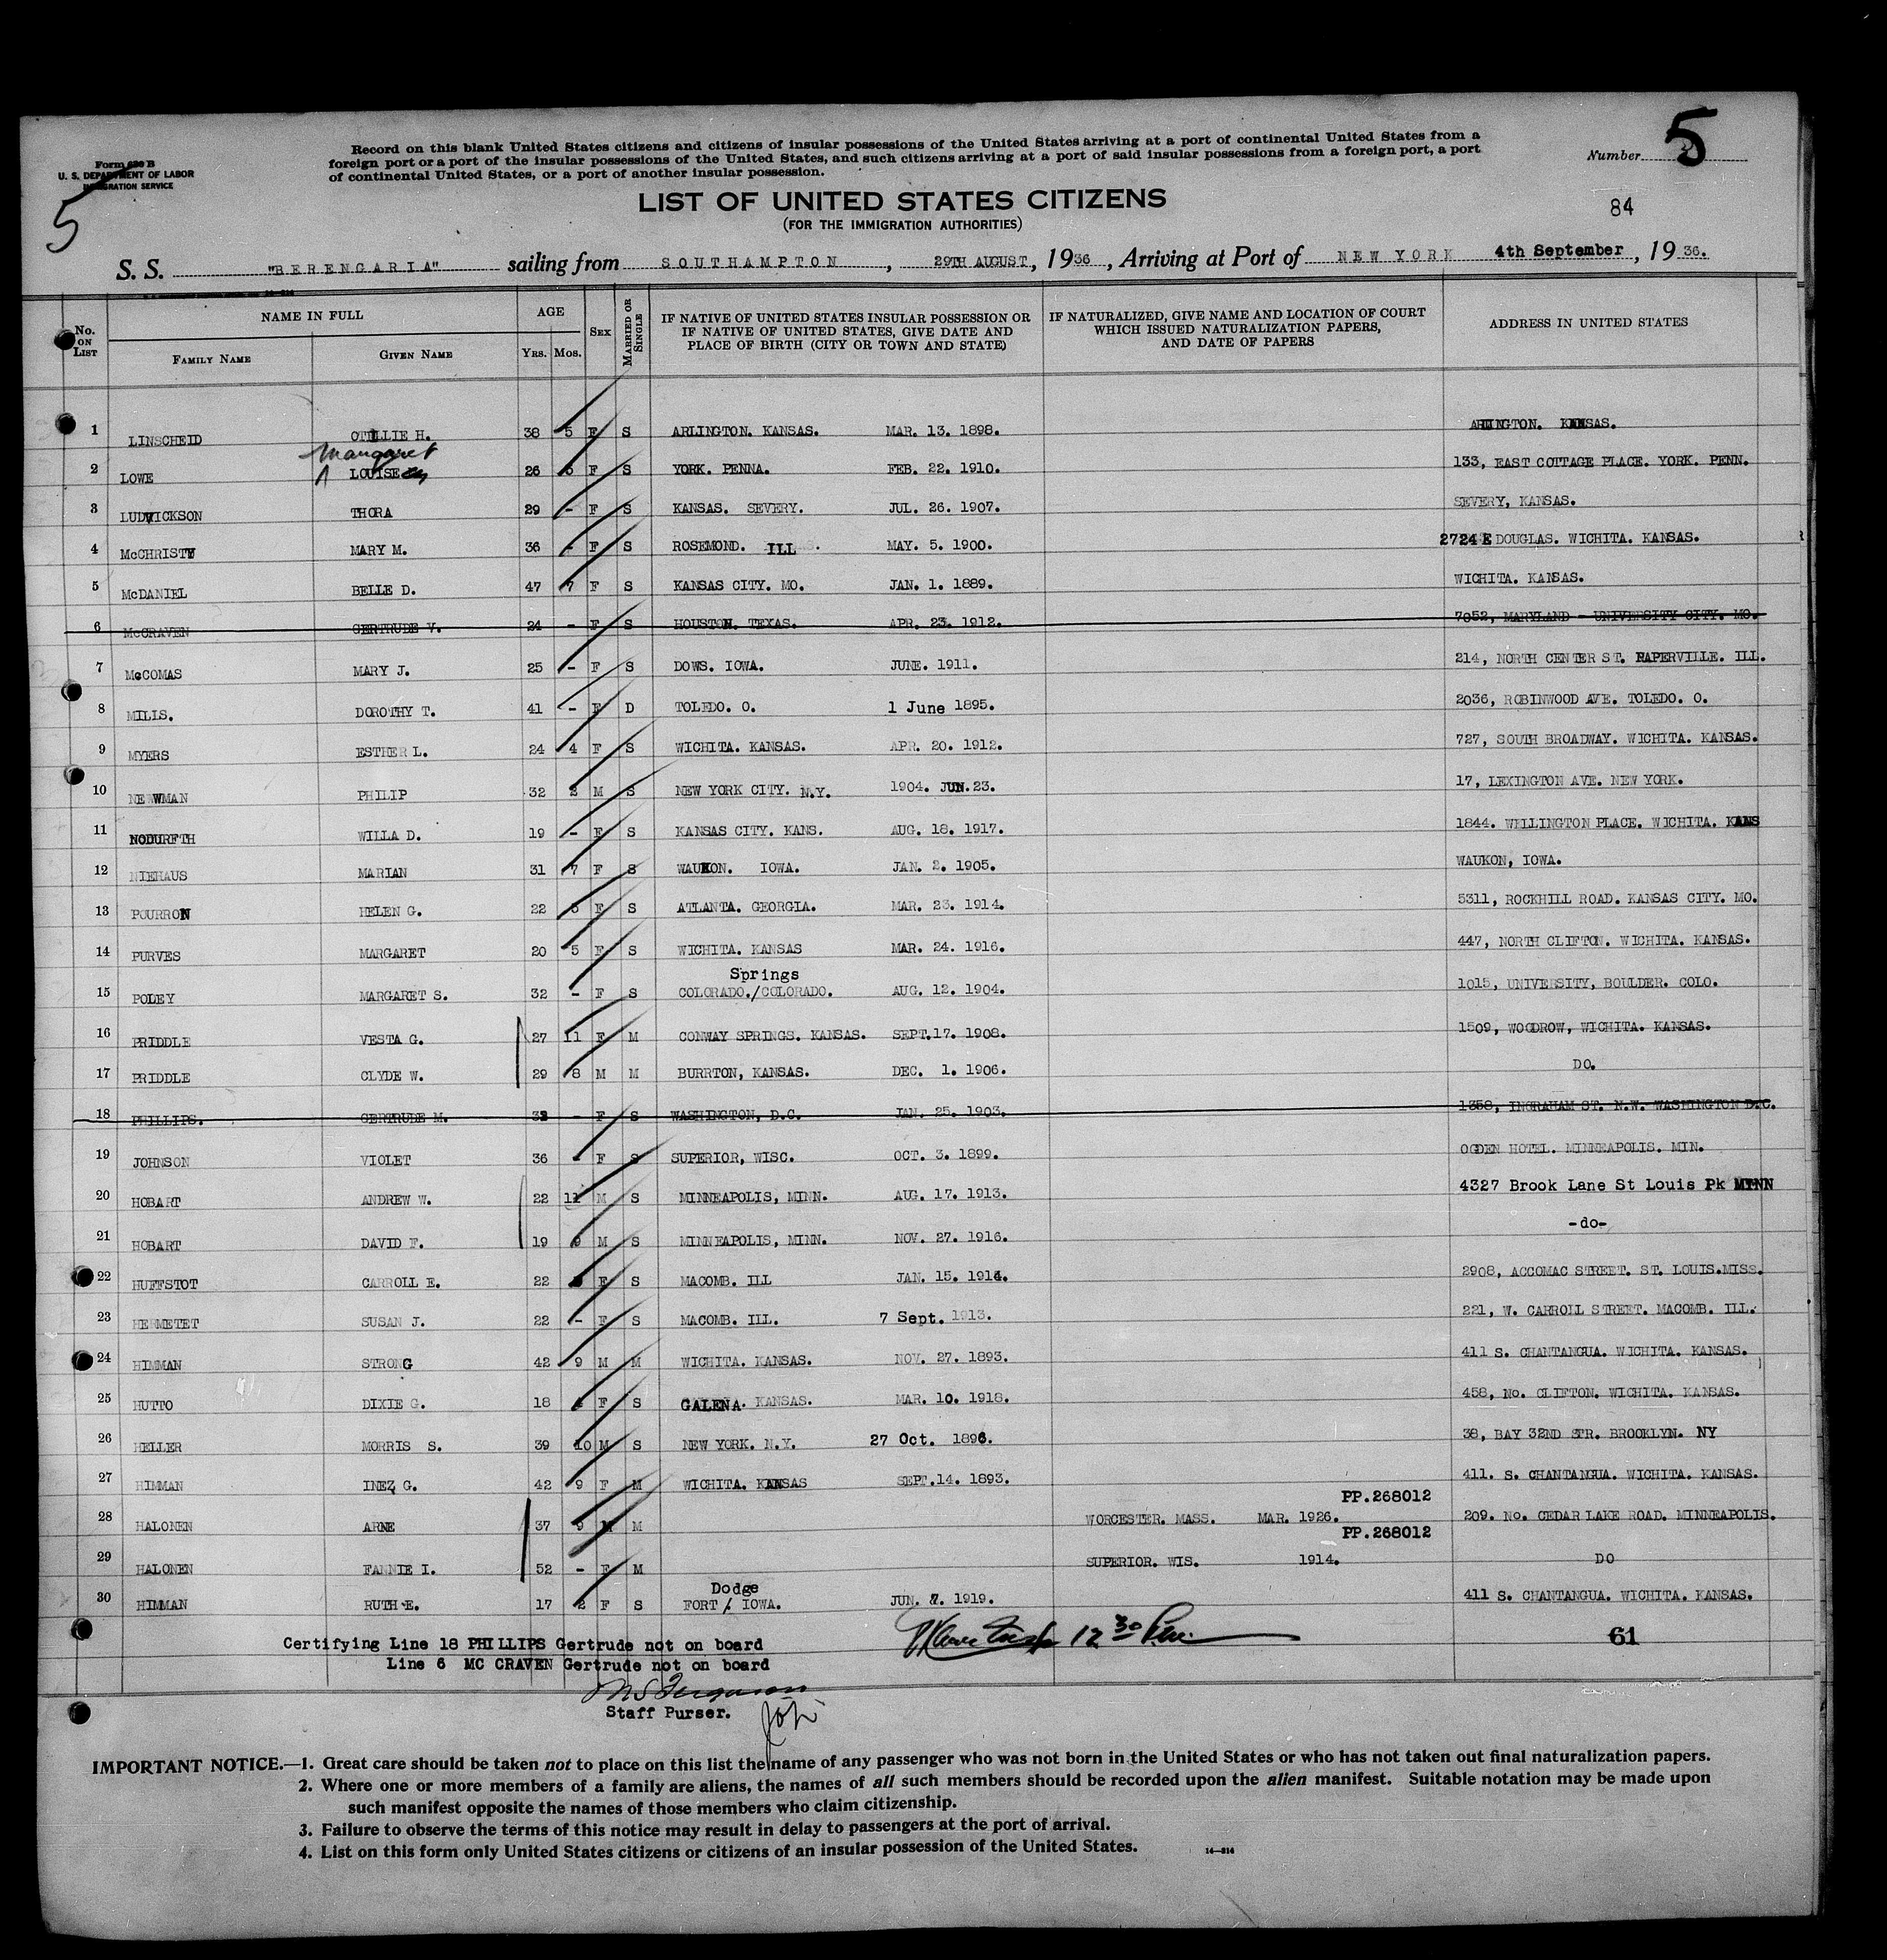 Record on this blank United States citizens and citizens of insular possessions of the United States arriving at a port of continental United States from a
foreign port or a port of the insular possessions of the United States, and such citizens arriving at a port of said insular possessions from a foreign port, a port
of continental United States, or a port of another insular possession.
Form 630 B
U. S. DEPARTMENT OF LABOR
IMMIGRATION SERVICE
5
Number 5
84
LIST OF UNITED STATES CITIZENS
(FOR THE IMMIGRATION AUTHORITIES)
S. S. "BERENGARIA" sailing from SOUTHAMPTON, 29TH AUGUST, 1936, Arriving at Port of NEW YORK 4th September, 1936.
No. ON LIST
NAME IN FULL
FAMILY NAME GIVEN NAME
AGE
YRS. MOS.
SEX
MARRIED OR SINGLE
IF NATIVE OF UNITED STATES INSULAR POSSESSION OR
IF NATIVE OF UNITED STATES, GIVE DATE AND
PLACE OF BIRTH (CITY OR TOWN AND STATE)
IF NATURALIZED, GIVE NAME AND LOCATION OF COURT
WHICH ISSUED NATURALIZATION PAPERS,
AND DATE OF PAPERS
ADDRESS IN UNITED STATES
1 LINSCHEID OTILLIE H. 38 5 F S ARLINGTON. KANSAS. MAR. 13. 1898. ARLINGTON. KANSAS.
Margaret
2 LOWE LOUISE 26 6 F S YORK. PENNA. FEB. 22. 1910. 133, EAST COTTAGE PLACE. YORK. PENN.
3 LUDVICKSON THORA 29 - F S KANSAS. SEVERY. JUL. 26. 1907. SEVERY, KANSAS.
4 McCHRISTY MARY M. 36 - F S ROSEMOND. ILL. MAY. 5. 1900. 2724 E DOUGLAS. WICHITA. KANSAS.
5 McDANIEL BELLE D. 47 7 F S KANSAS CITY. MO. JAN. 1. 1889. WICHITA. KANSAS.
6 McCRAVEN GERTRUDE V. 24 - F S HOUSTON. TEXAS. APR. 23. 1912. 7052, MARYLAND - UNIVERSITY CITY. MO.
7 McCOMAS MARY J. 25 - F S DOWS. IOWA. JUNE. 1911. 214, NORTH CENTER ST. PAPERVILLE. ILL.
8 MILLS. DOROTHY T. 41 - F D TOLEDO. O. 1 June 1895. 2036, ROBINWOOD AVE. TOLEDO. O.
9 MYERS ESTHER L. 24 4 F S WICHITA. KANSAS. APR. 20. 1912. 727, SOUTH BROADWAY. WICHITA. KANSAS.
10 NEWMAN PHILIP 32 2 M S NEW YORK CITY. N.Y. 1904. JUN.23. 17, LEXINGTON AVE. NEW YORK.
11 NODURFTH WILLA D. 19 - F S KANSAS CITY. KANS. AUG. 18. 1917. 1844. WELLINGTON PLACE. WICHITA. KANS
12 NIEHAUS MARIAN 31 7 F S WAUKON. IOWA. JAN. 2. 1905. WAUKON, IOWA.
13 POURRON HELEN G. 22 5 F S ATLANTA. GEORGIA. MAR. 23. 1914. 5311, ROCKHILL ROAD. KANSAS CITY. MO.
14 PURVES MARGARET 20 5 F S WICHITA. KANSAS MAR. 24. 1916. 447, NORTH CLIFTON. WICHITA. KANSAS.
Springs
15 POLEY MARGARET S. 32 - F S COLORADO./COLORADO. AUG. 12. 1904. 1015, UNIVERSITY, BOULDER. COLO.
16 PRIDDLE VESTA G. 27 11 F M CONWAY SPRINGS. KANSAS. SEPT.17. 1908. 1509, WOODROW, WICHITA. KANSAS.
17 PRIDDLE CLYDE W. 29 8 M M BURRTON, KANSAS. DEC. 1. 1906. DO.
18 PHILLIPS. GERTRUDE M. 33 - F S WASHINGTON, D.C. JAN. 25. 1903. 1358, INGRAHAM ST. N.W. WASHINGTON D.C.
19 JOHNSON VIOLET 36 - F S SUPERIOR, WISC. OCT. 3. 1899. OGDEN HOTEL. MINNEAPOLIS. MIN.
20 HOBART ANDREW W. 22 11 M S MINNEAPOLIS, MINN. AUG. 17. 1913. 4327 Brook Lane St Louis Pk MINN
21 HOBART DAVID F. 19 9 M S MINNEAPOLIS, MINN. NOV. 27. 1916. -do-
22 HUFFSTOT CARROLL E. 22 F S MACOMB. ILL JAN. 15. 1914. 2908, ACCOMAC STREET. ST. LOUIS.MISS.
23 HERMETET SUSAN J. 22 - F S MACOMB. ILL. 7 Sept. 1913. 221, W. CARROLL STREET. MACOMB. ILL.
24 HINMAN STRONG 42 9 M M WICHITA. KANSAS. NOV. 27. 1893. 411 S. CHANTANGUA. WICHITA. KANSAS.
25 HUTTO DIXIE G. 18 F S GALENA. KANSAS. MAR. 10. 1918. 458, No. CLIFTON. WICHITA. KANSAS.
26 HELLER MORRIS S. 39 10 M S NEW YORK. N.Y. 27 Oct. 1896. 38, BAY 32ND STR. BROOKLYN. NY
27 HINMAN INEZ G. 42 9 F M WICHITA. KANSAS SEPT.14. 1893. 411. S. CHANTANGUA. WICHITA. KANSAS.
PP.268012
28 HALONEN ARNE 37 9 M M WORCESTER. MASS. MAR. 1926. 209. No. CEDAR LAKE ROAD. MINNEAPOLIS.
PP.268012
29 HALONEN FANNIE I. 52 - F M SUPERIOR. WIS. 1914. DO
Dodge
30 HINMAN RUTH E. 17 2 F S FORT /. IOWA. JUN. 7. 1919. 411 S. CHANTANGUA. WICHITA. KANSAS.
Certifying Line 18 PHILLIPS Gertrude not on board
12 30 P.m.
61
Line 6 MC CRAVEN Gertrude not on board
Ferguson
Staff Purser.
IMPORTANT NOTICE.—1. Great care should be taken not to place on this list the name of any passenger who was not born in the United States or who has not taken out final naturalization papers.
2. Where one or more members of a family are aliens, the names of all such members should be recorded upon the alien manifest. Suitable notation may be made upon
such manifest opposite the names of those members who claim citizenship.
3. Failure to observe the terms of this notice may result in delay to passengers at the port of arrival.
4. List on this form only United States citizens or citizens of an insular possession of the United States.
14—814